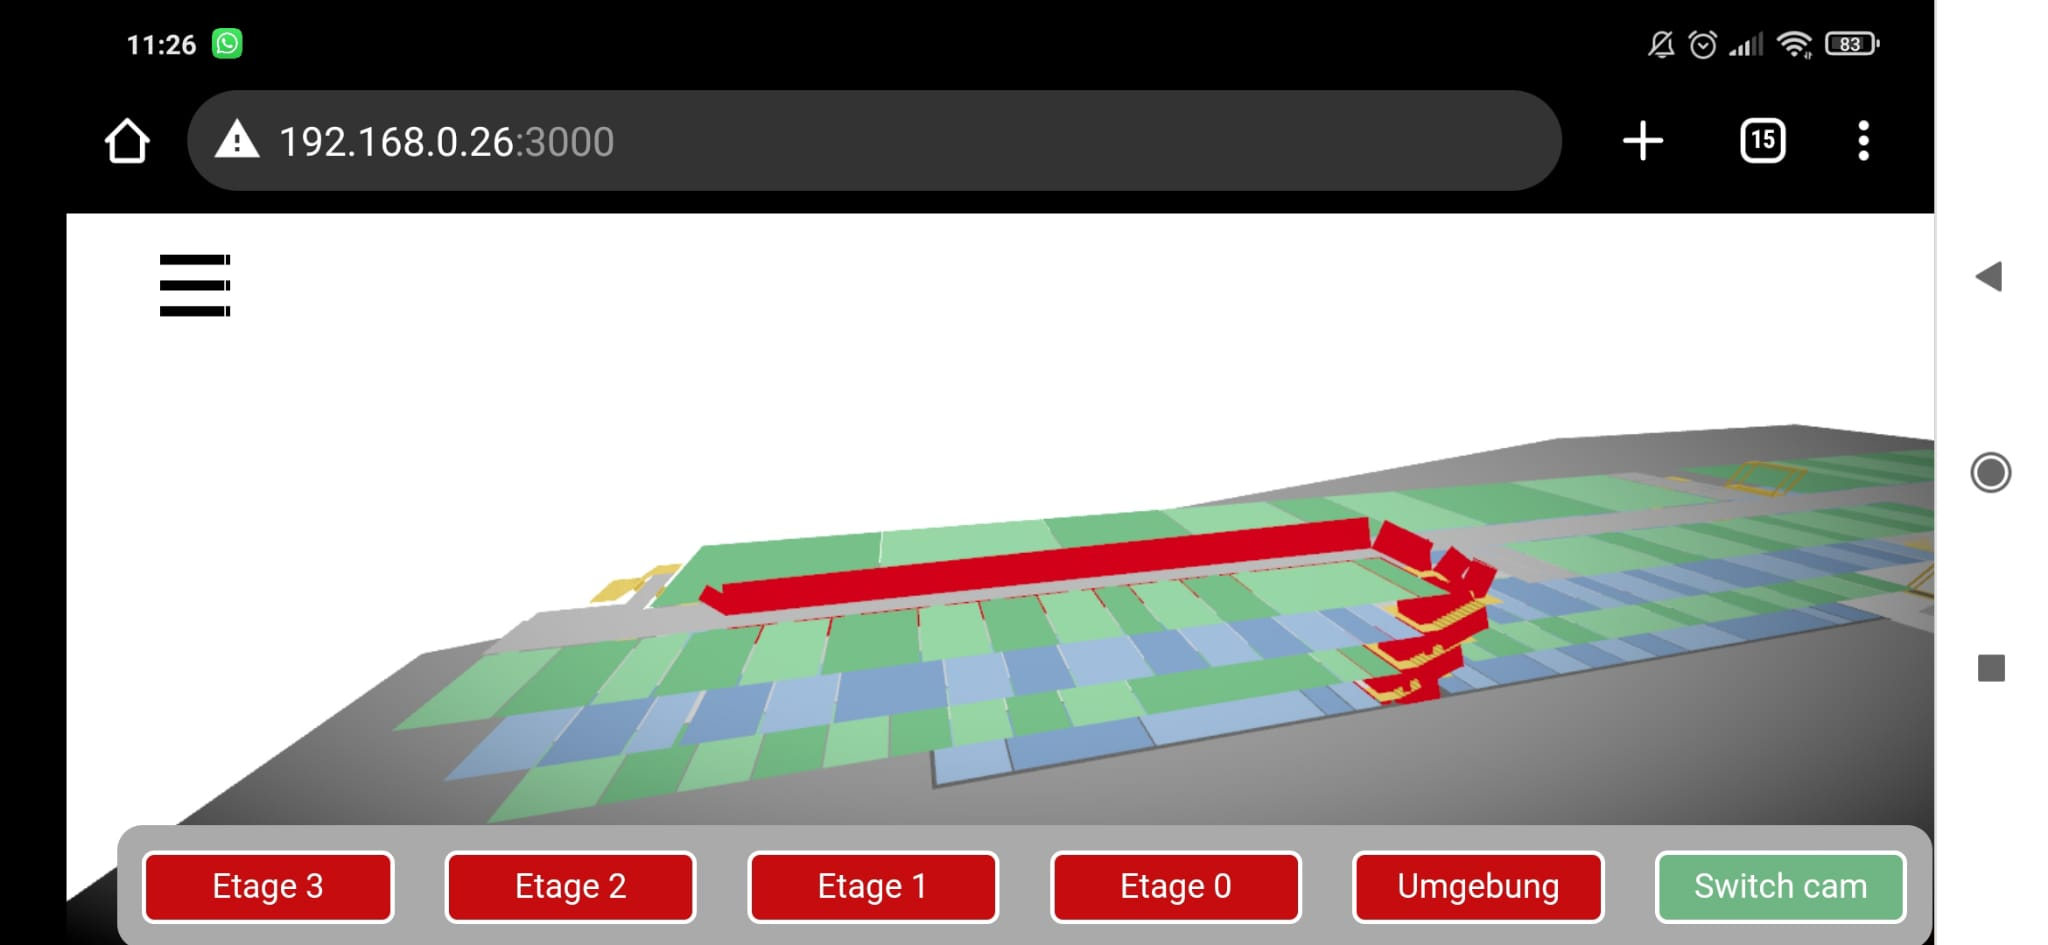 11:26
83
192.168.0.26:3000
15
Etage 3
Etage 2
Etage 1
Etage 0
Umgebung
Switch cam